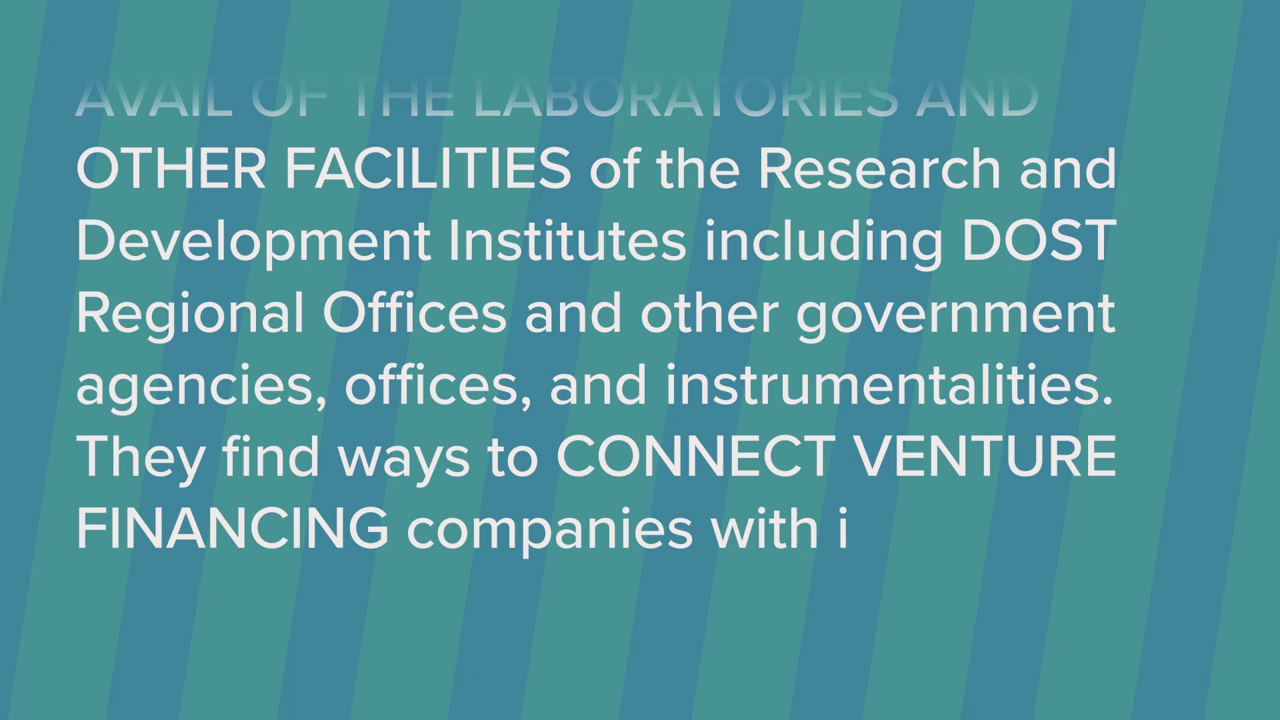 AVAIL OF THE LABORATORIES AND
OTHER FACILITIES of the Research and
Development Institutes including DOST
Regional Offices and other government
agencies, offices, and instrumentalities.
They find ways to CONNECT VENTURE
FINANCING companies with i